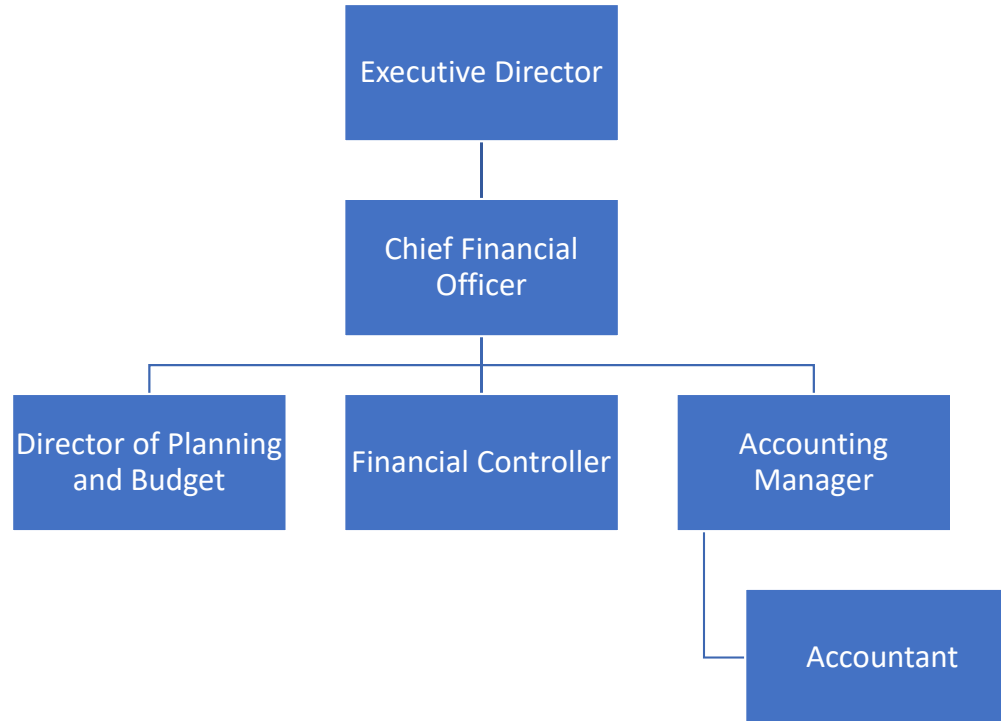 Executive Director
Chief Financial
Officer
Director of Planning
and Budget
Financial Controller
Accounting
Manager
Accountant